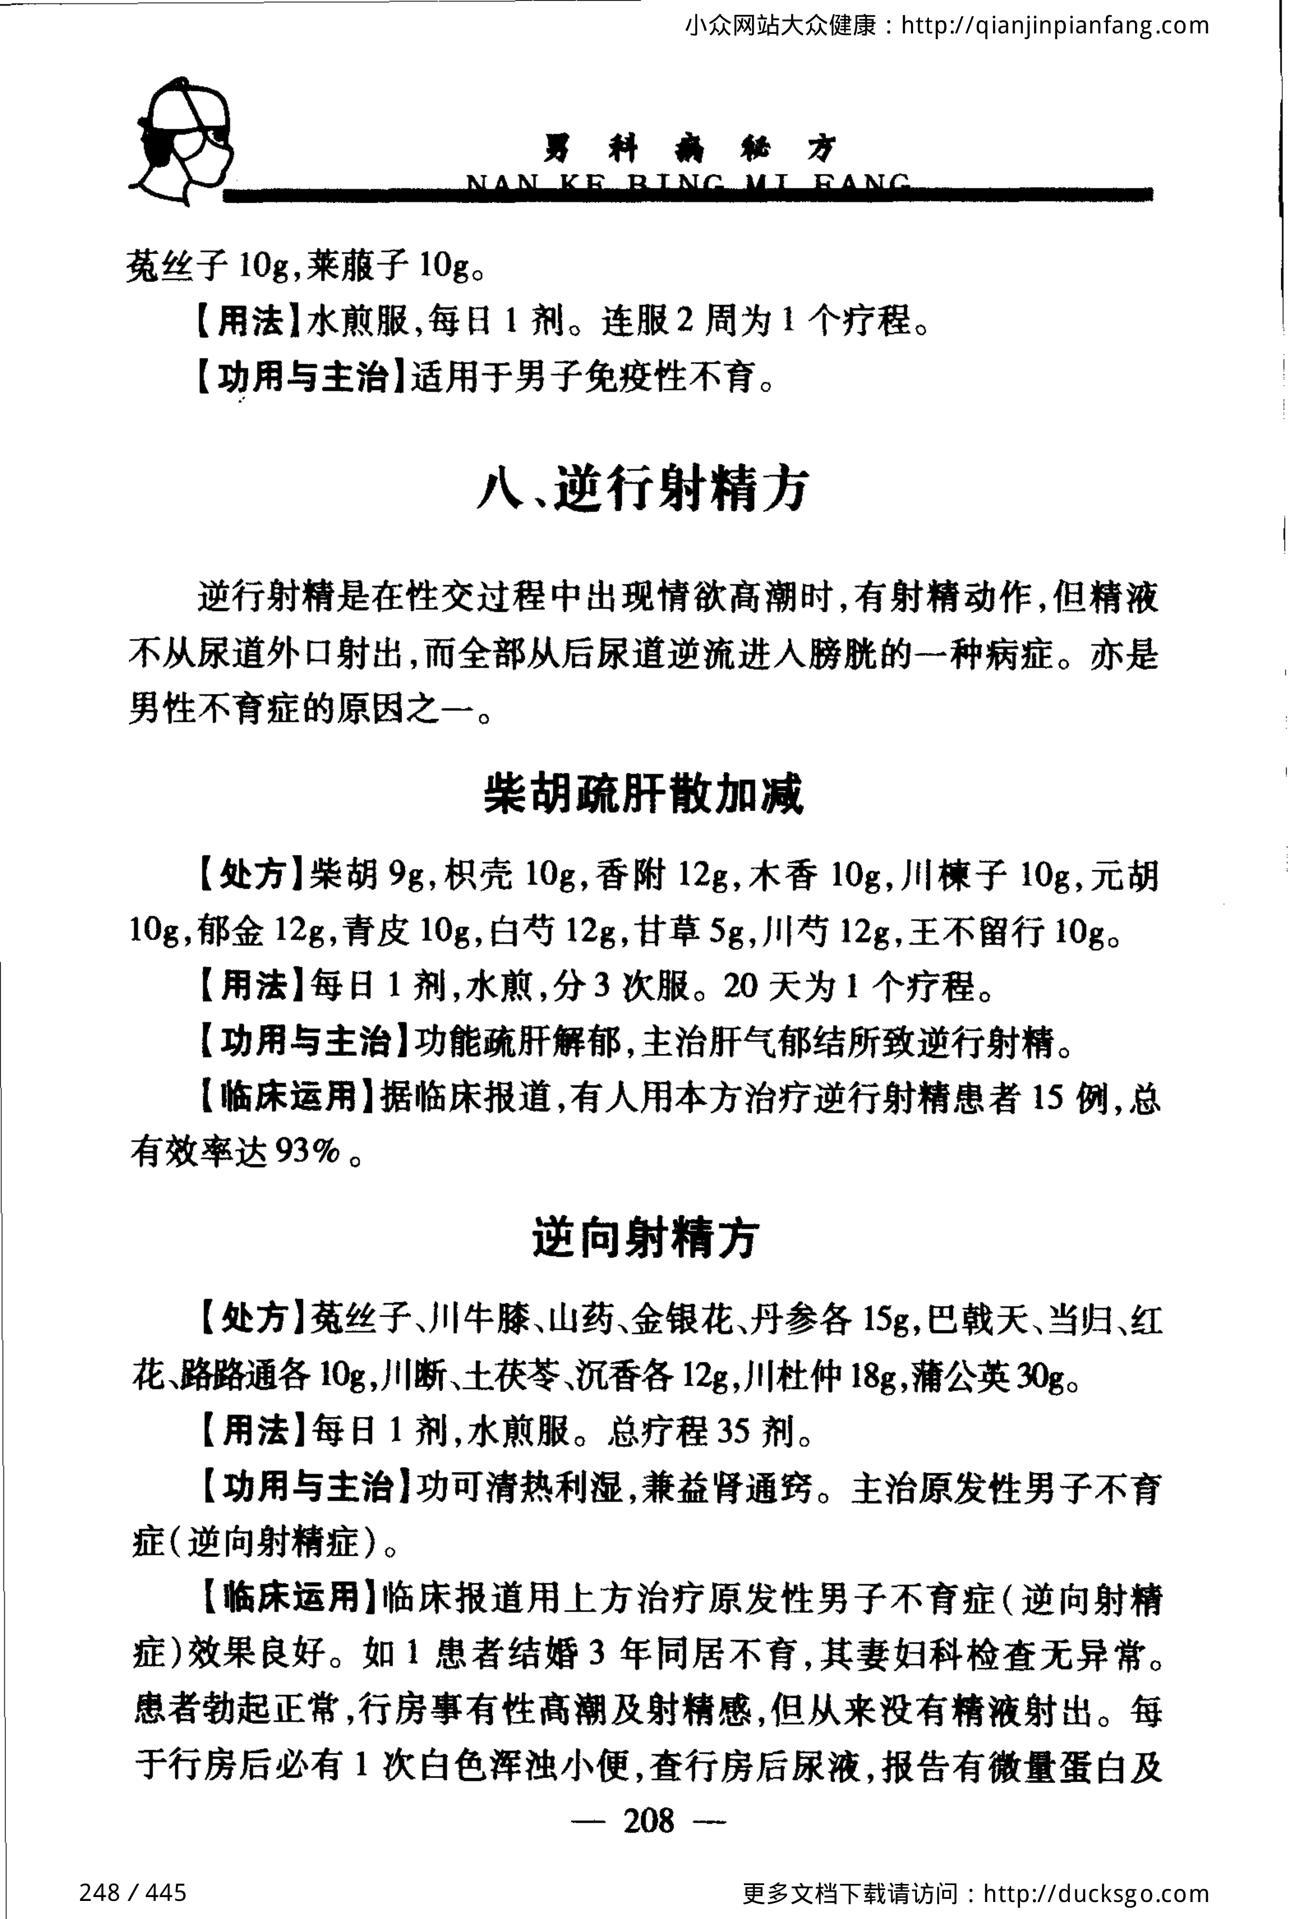 小众网站大众健康：http://qianjinpianfang.com
男科病秘方
NAN KE BING MI FANG
菟丝子 10g,莱菔子 10g。
【用法】水煎服,每日 1 剂。连服 2 周为 1 个疗程。
【功用与主治】适用于男子免疫性不育。
八、逆行射精方
逆行射精是在性交过程中出现情欲高潮时,有射精动作,但精液
不从尿道外口射出,而全部从后尿道逆流进入膀胱的一种病症。亦是
男性不育症的原因之一。
柴胡疏肝散加减
【处方】柴胡 9g,枳壳 10g,香附 12g,木香 10g,川楝子 10g,元胡
10g,郁金 12g,青皮 10g,白芍 12g,甘草 5g,川芍 12g,王不留行 10g。
【用法】每日 1 剂,水煎,分 3 次服。20 天为 1 个疗程。
【功用与主治】功能疏肝解郁,主治肝气郁结所致逆行射精。
【临床运用】据临床报道,有人用本方治疗逆行射精患者 15 例,总
有效率达 93%。
逆向射精方
【处方】菟丝子、川牛膝、山药、金银花、丹参各 15g,巴戟天、当归、红
花、路路通各 10g,川断、土茯苓、沉香各 12g,川杜仲 18g,蒲公英 30g。
【用法】每日 1 剂,水煎服。总疗程 35 剂。
【功用与主治】功可清热利湿,兼益肾通窍。主治原发性男子不育
症(逆向射精症)。
【临床运用】临床报道用上方治疗原发性男子不育症(逆向射精
症)效果良好。如 1 患者结婚 3 年同居不育,其妻妇科检查无异常。
患者勃起正常,行房事有性高潮及射精感,但从来没有精液射出。每
于行房后必有 1 次白色浑浊小便,查行房后尿液,报告有微量蛋白及
— 208 —
248 / 445
更多文档下载请访问：http://ducksgo.com